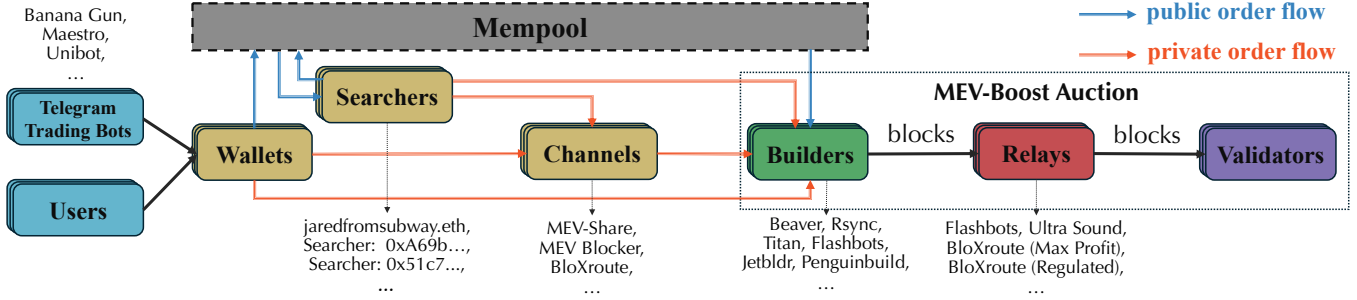 Banana Gun,
Maestro,
Unibot,
...
Mempool
public order flow
private order flow
Telegram
Trading Bots
Searchers
MEV-Boost Auction
Wallets
Channels
Builders
blocks
Relays
blocks
Validators
Users
jaredfromsubway.eth,
Searcher: 0xA69b...,
Searcher: 0x51c7...,
...
MEV-Share,
MEV Blocker,
BloXroute,
...
Beaver, Rsync,
Titan, Flashbots,
Jetbldr, Penguinbuild,
...
Flashbots, Ultra Sound,
BloXroute (Max Profit),
BloXroute (Regulated),
...